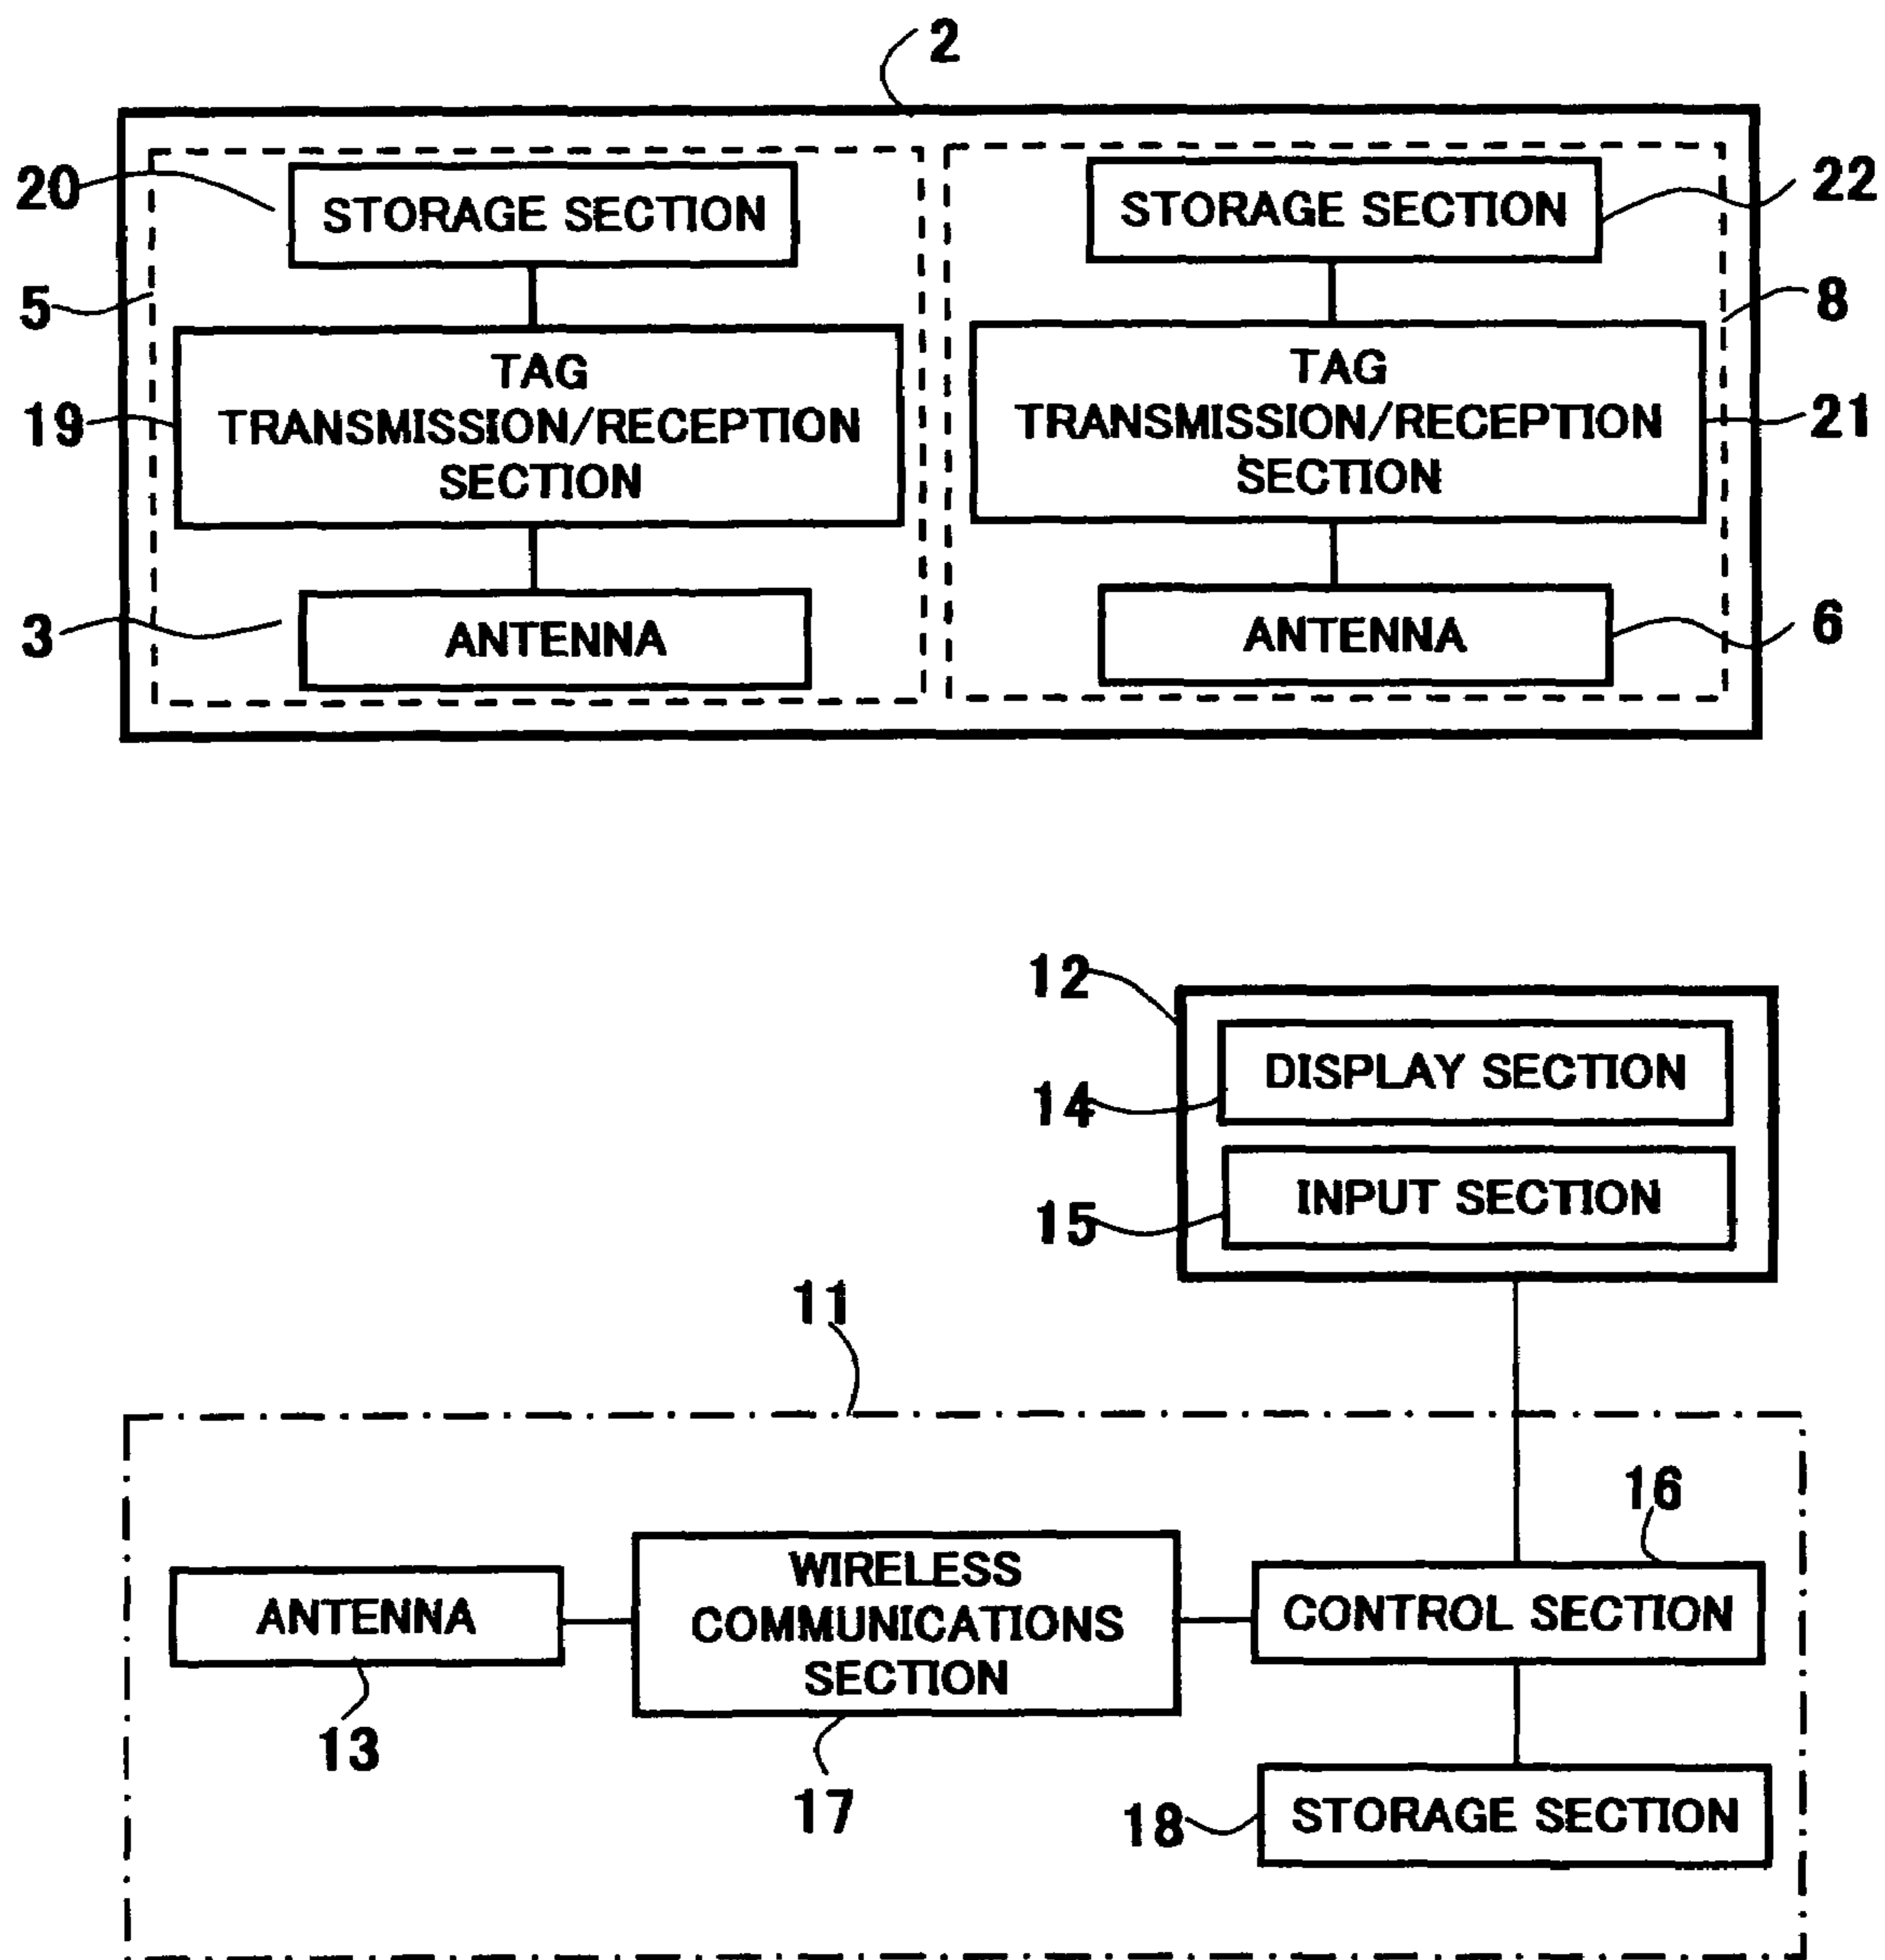 2
20
STORAGE SECTION
STORAGE SECTION
22
5
8
19
TAG
TRANSMISSION/RECEPTION
SECTION
TAG
TRANSMISSION/RECEPTION
SECTION
21
3
ANTENNA
ANTENNA
6
12
DISPLAY SECTION
14
INPUT SECTION
15
11
16
ANTENNA
WIRELESS
COMMUNICATIONS
SECTION
CONTROL SECTION
13
17
18
STORAGE SECTION